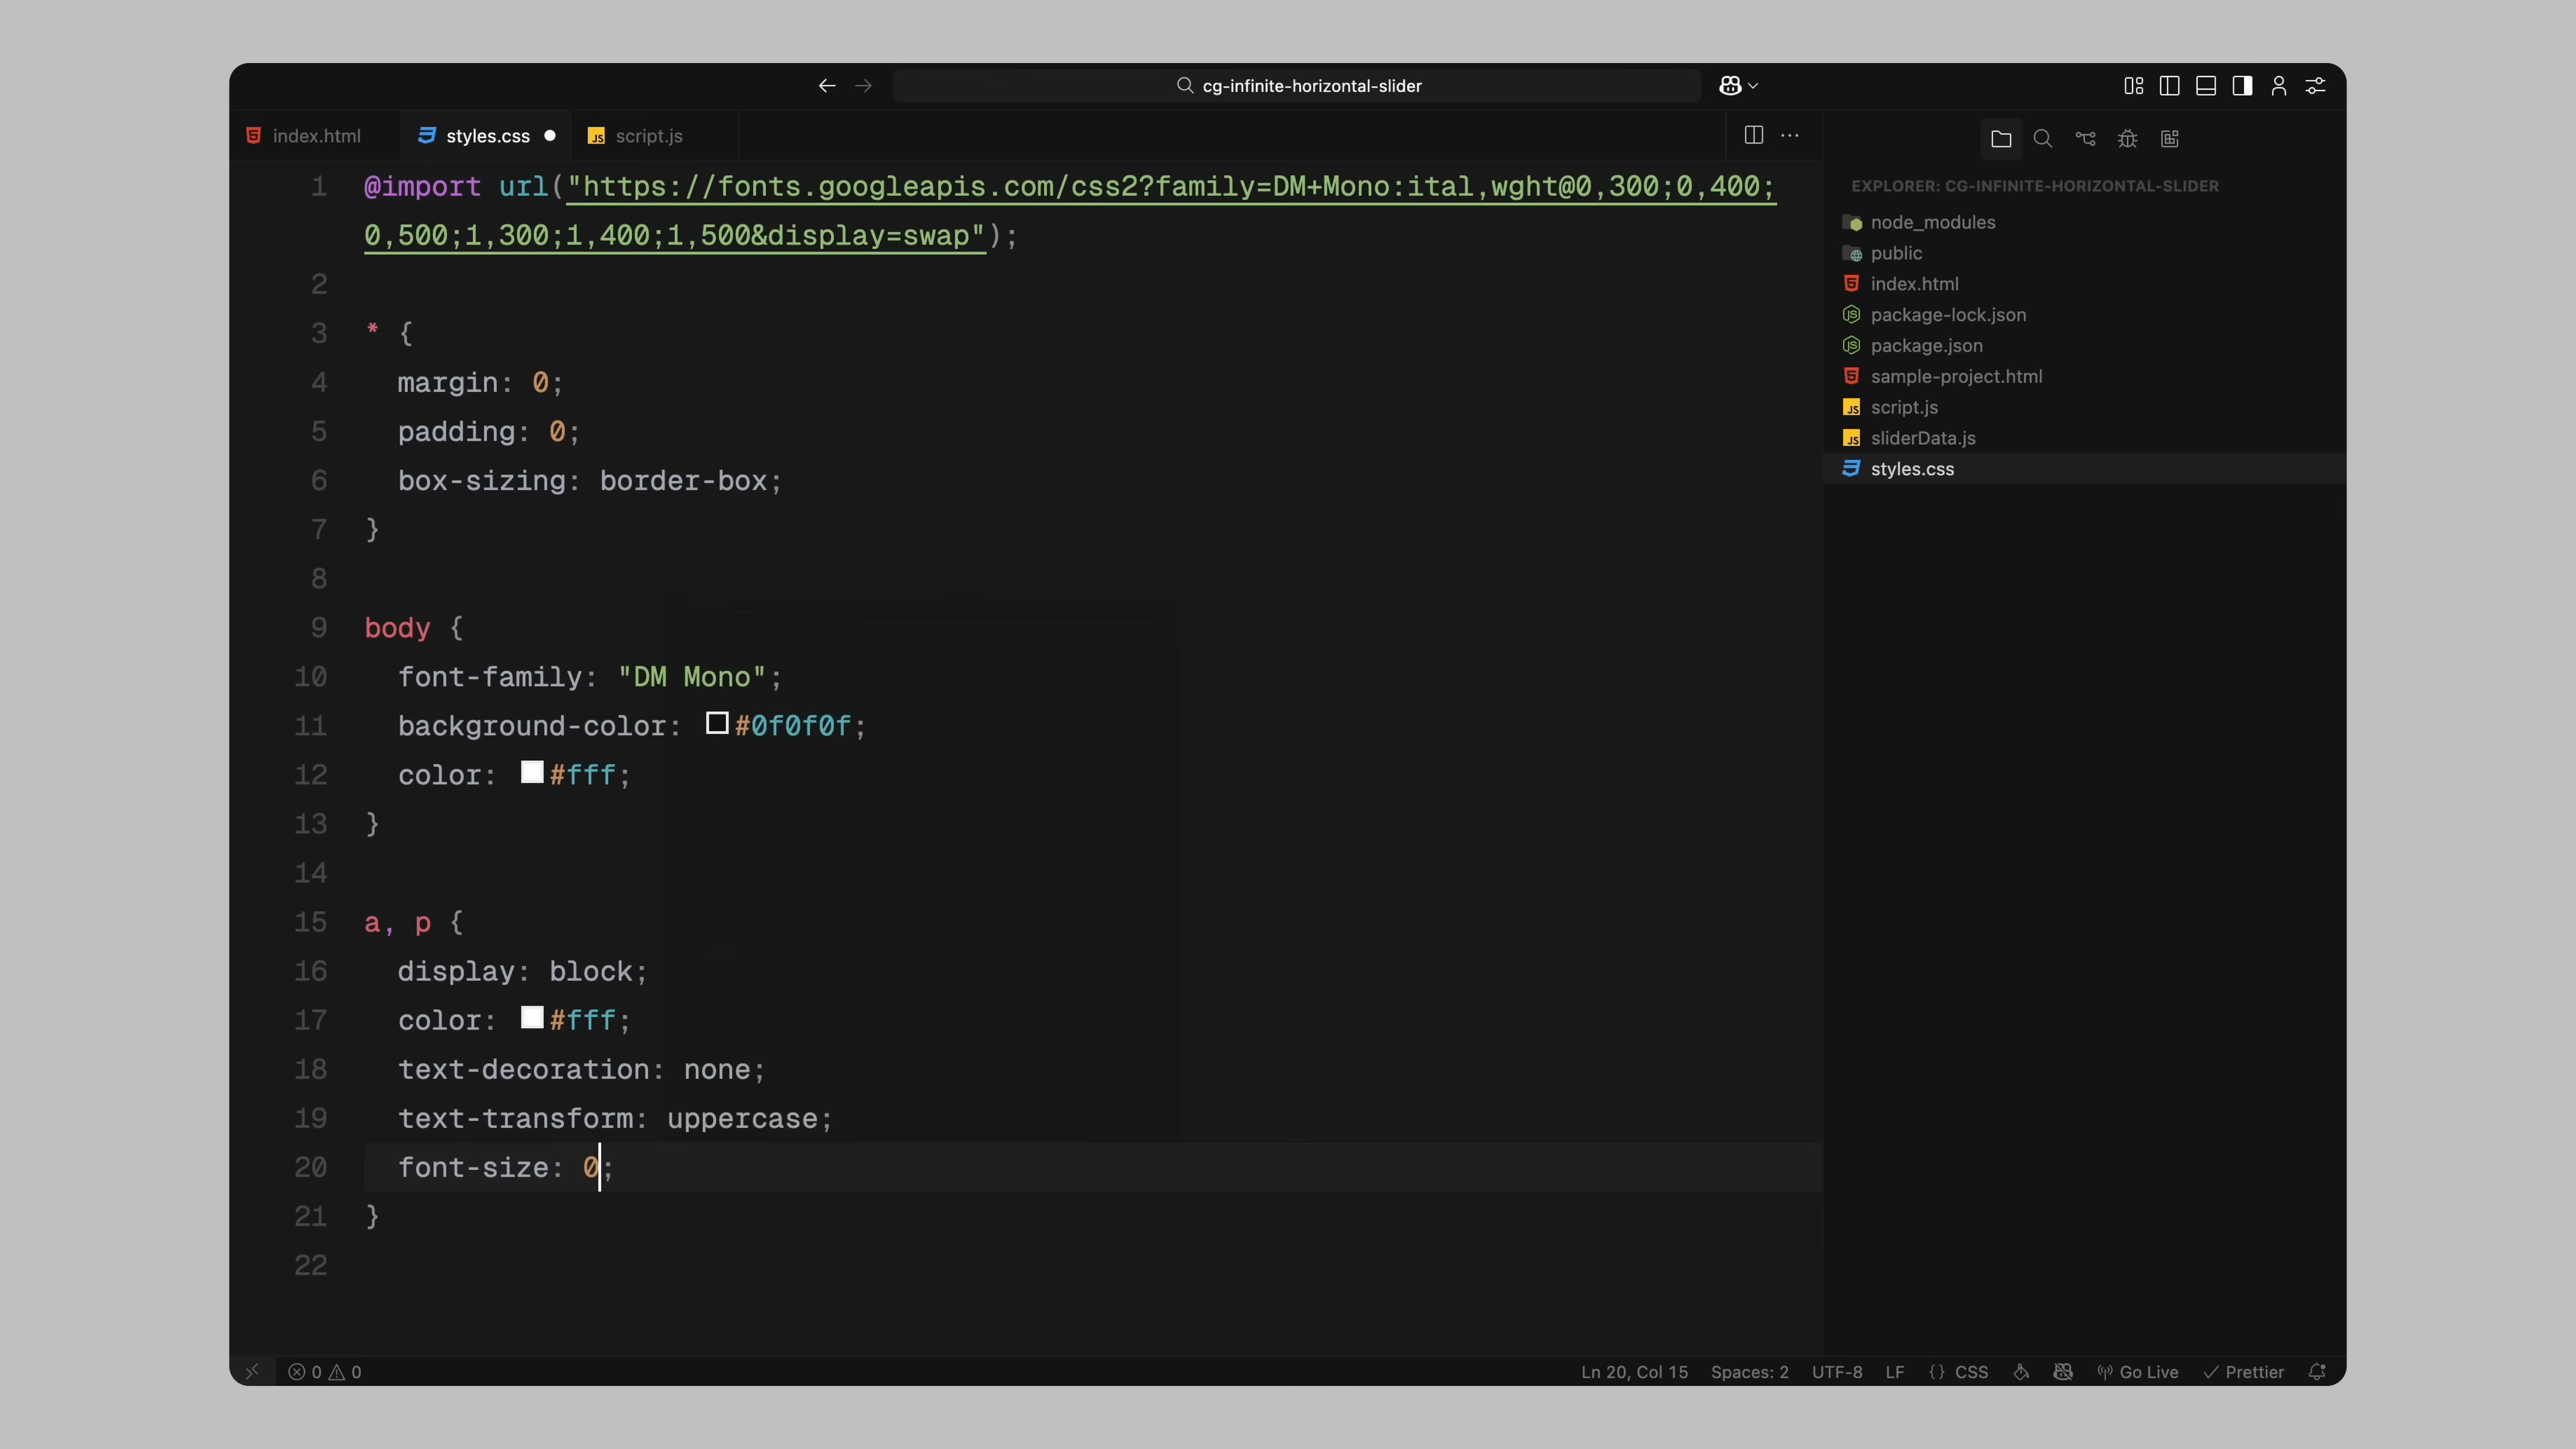 cg-infinite-horizontal-slider
index.html
styles.css
script.js
1 @import url("https://fonts.googleapis.com/css2?family=DM+Mono:ital,wght@0,300;0,400;
0,500;1,300;1,400;1,500&display=swap");
2
3 * {
4 margin: 0;
5 padding: 0;
6 box-sizing: border-box;
7 }
8
9 body {
10 font-family: "DM Mono";
11 background-color: #0f0f0f;
12 color: #fff;
13 }
14
15 a, p {
16 display: block;
17 color: #fff;
18 text-decoration: none;
19 text-transform: uppercase;
20 font-size: 0;
21 }
22
EXPLORER: CG-INFINITE-HORIZONTAL-SLIDER
node_modules
public
index.html
package-lock.json
package.json
sample-project.html
script.js
sliderData.js
styles.css
0 0 Ln 20, Col 15 Spaces: 2 UTF-8 LF {} CSS Go Live Prettier